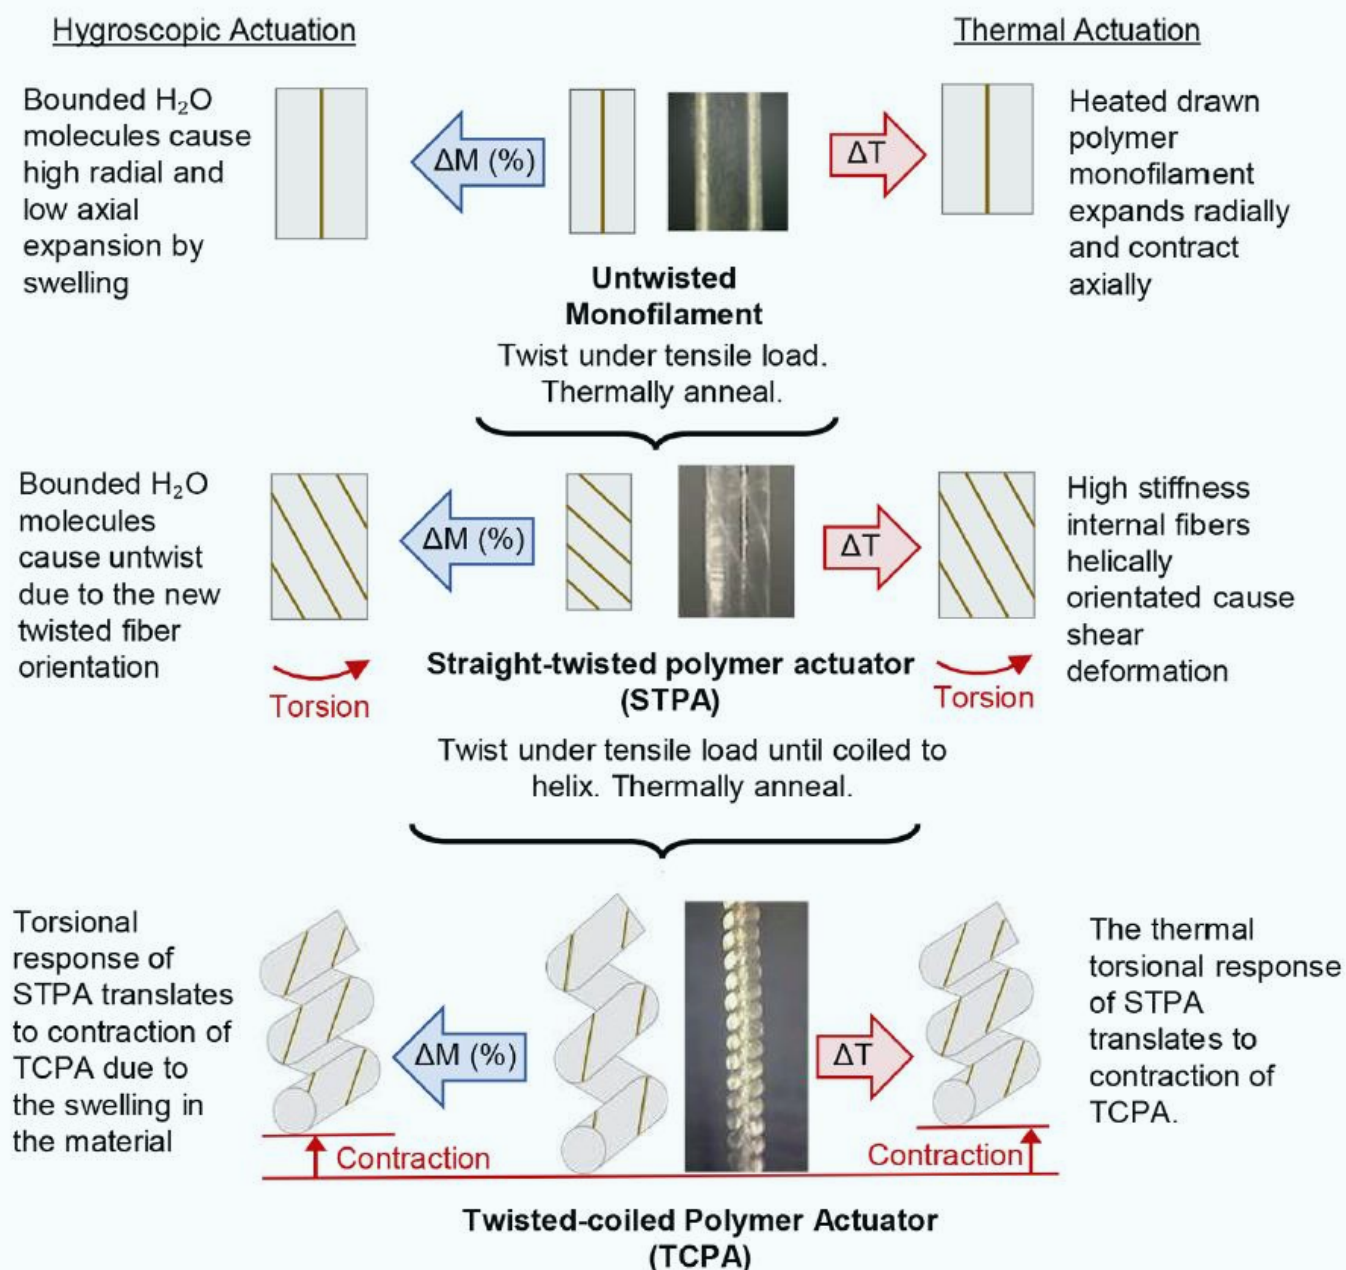 Hygroscopic Actuation
Thermal Actuation
Bounded H₂O
molecules cause
high radial and
low axial
expansion by
swelling
ΔM (%)
ΔT
Heated drawn
polymer
monofilament
expands radially
and contract
axially
Untwisted
Monofilament
Twist under tensile load.
Thermally anneal.
Bounded H₂O
molecules
cause untwist
due to the new
twisted fiber
orientation
Torsion
ΔM (%)
ΔT
High stiffness
internal fibers
helically
orientated cause
shear
deformation
Torsion
Straight-twisted polymer actuator
(STPA)
Twist under tensile load until coiled to
helix. Thermally anneal.
Torsional
response of
STPA translates
to contraction of
TCPA due to
the swelling in
the material
ΔM (%)
ΔT
The thermal
torsional response
of STPA
translates to
contraction of
TCPA.
Contraction
Contraction
Twisted-coiled Polymer Actuator
(TCPA)